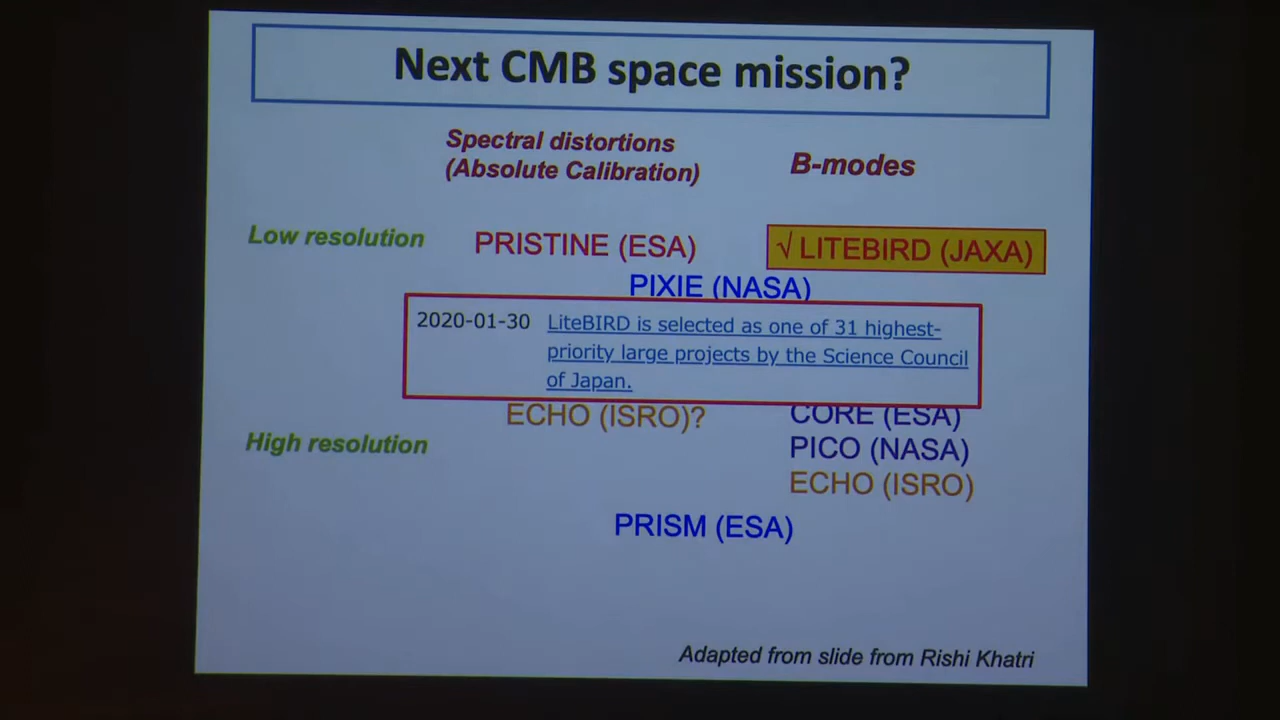 Next CMB space mission?
Spectral distortions
(Absolute Calibration)
B-modes
Low resolution
PRISTINE (ESA)
√ LITEBIRD (JAXA)
PIXIE (NASA)
2020-01-30 LiteBIRD is selected as one of 31 highest-
priority large projects by the Science Council
of Japan.
ECHO (ISRO)?
CORE (ESA)
High resolution
PICO (NASA)
ECHO (ISRO)
PRISM (ESA)
Adapted from slide from Rishi Khatri